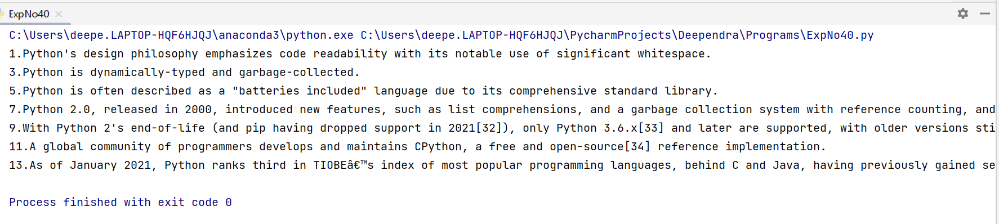 ExpNo40
C:\Users\deepe.LAPTOP-HQF6HJQJ\anaconda3\python.exe C:\Users\deepe.LAPTOP-HQF6HJQJ\PycharmProjects\Deependra\Programs\ExpNo40.py
1.Python's design philosophy emphasizes code readability with its notable use of significant whitespace.
3.Python is dynamically-typed and garbage-collected.
5.Python is often described as a "batteries included" language due to its comprehensive standard library.
7.Python 2.0, released in 2000, introduced new features, such as list comprehensions, and a garbage collection system with reference counting, and
9.With Python 2's end-of-life (and pip having dropped support in 2021[32]), only Python 3.6.x[33] and later are supported, with older versions sti
11.A global community of programmers develops and maintains CPython, a free and open-source[34] reference implementation.
13.As of January 2021, Python ranks third in TIOBEâ€™s index of most popular programming languages, behind C and Java, having previously gained se
Process finished with exit code 0